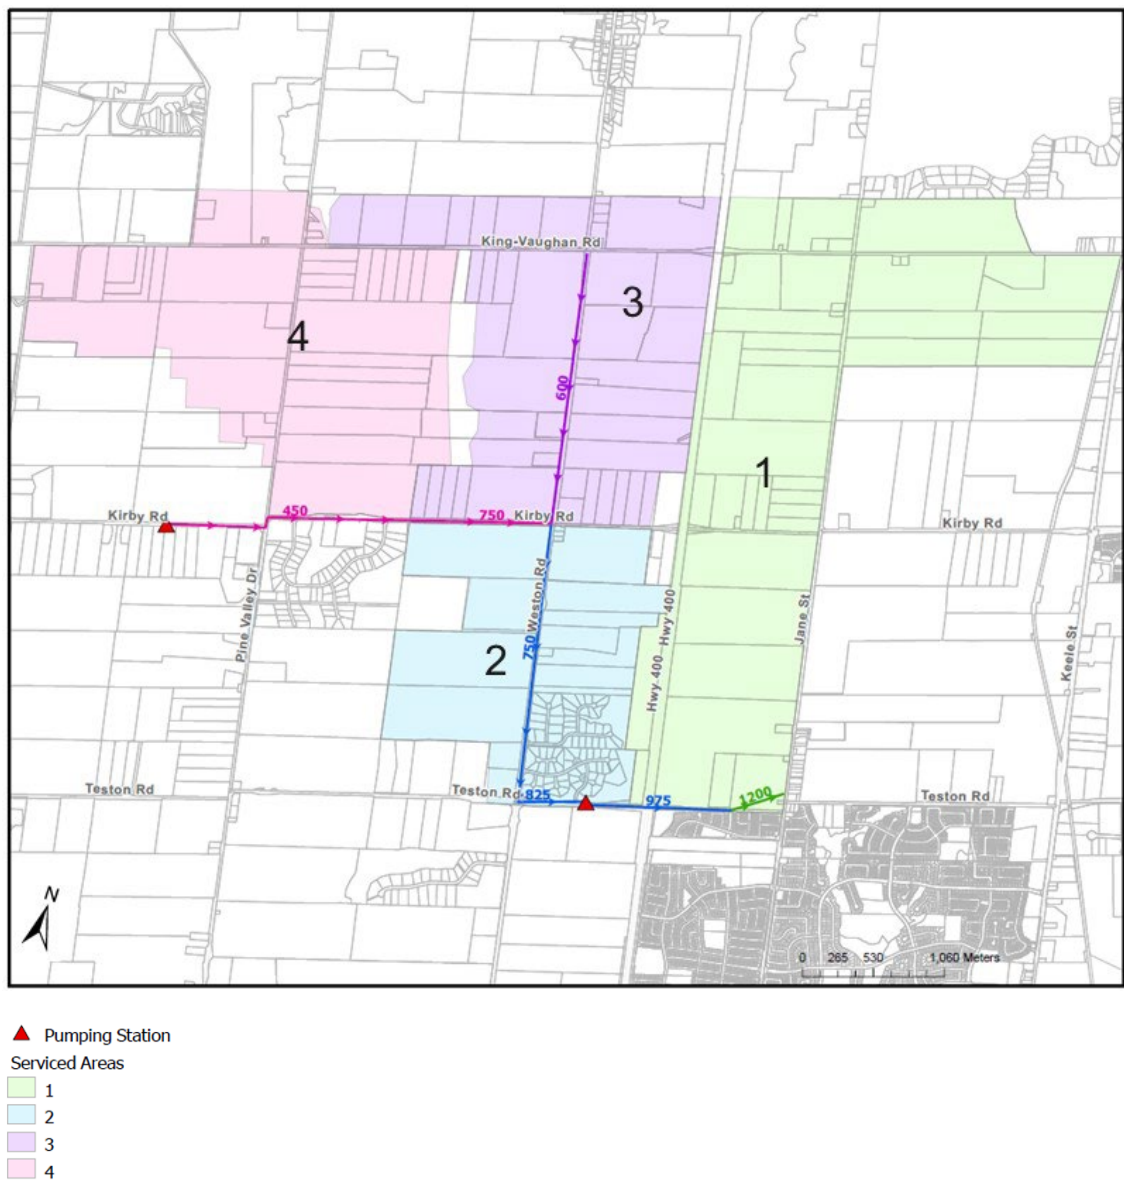 King-Vaughan Rd
3
4
600
1
Kirby Rd
450
750
Kirby Rd
Kirby Rd
Pine Valley Dr
Weston Rd
750
2
Hwy 400
Hwy 400
Jane St
Keele St
Teston Rd
Teston Rd
825
975
1200
Teston Rd
N
0 265 530 1,060 Meters
Pumping Station
Serviced Areas
1
2
3
4